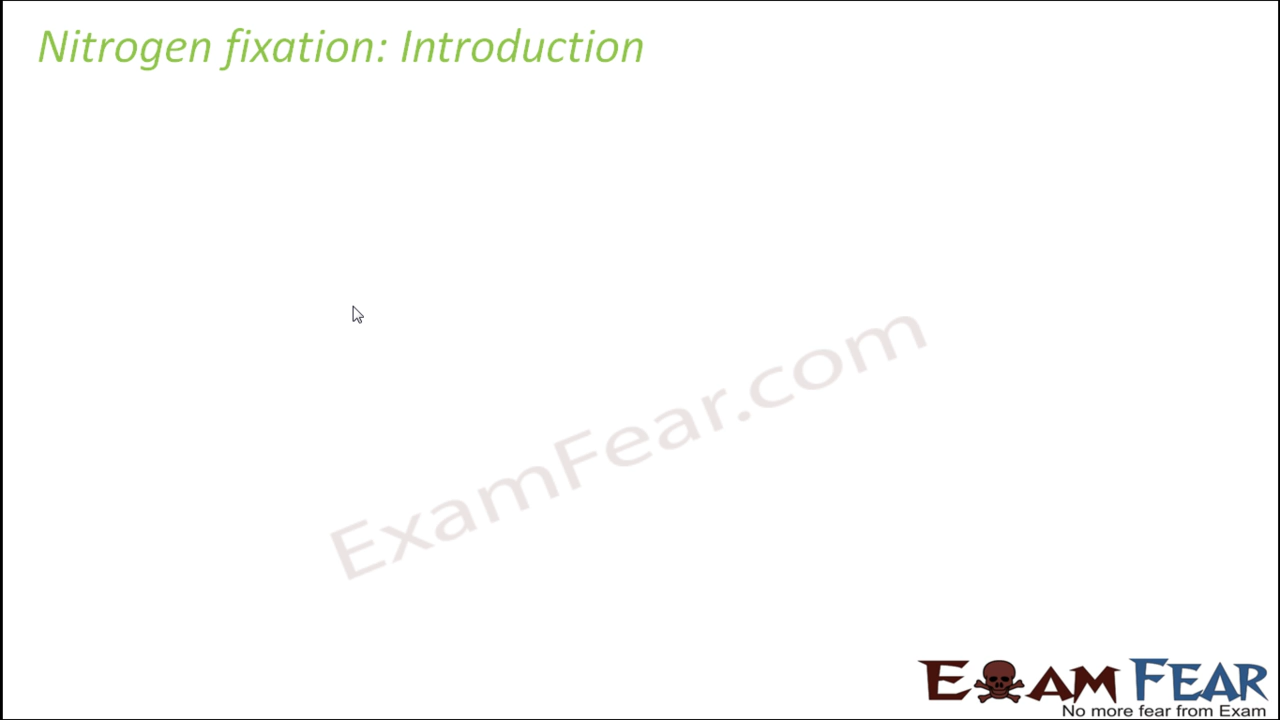 Nitrogen fixation: Introduction
ExamFear.com
EXAM FEAR
No more fear from Exam